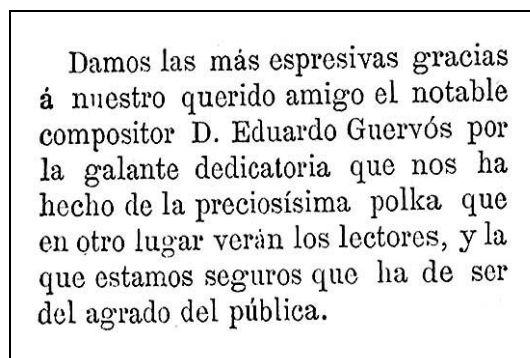 Damos las más espresivas gracias
á nuestro querido amigo el notable
compositor D. Eduardo Guervós por
la galante dedicatoria que nos ha
hecho de la preciosísima polka que
en otro lugar verán los lectores, y la
que estamos seguros que ha de ser
del agrado del pública.